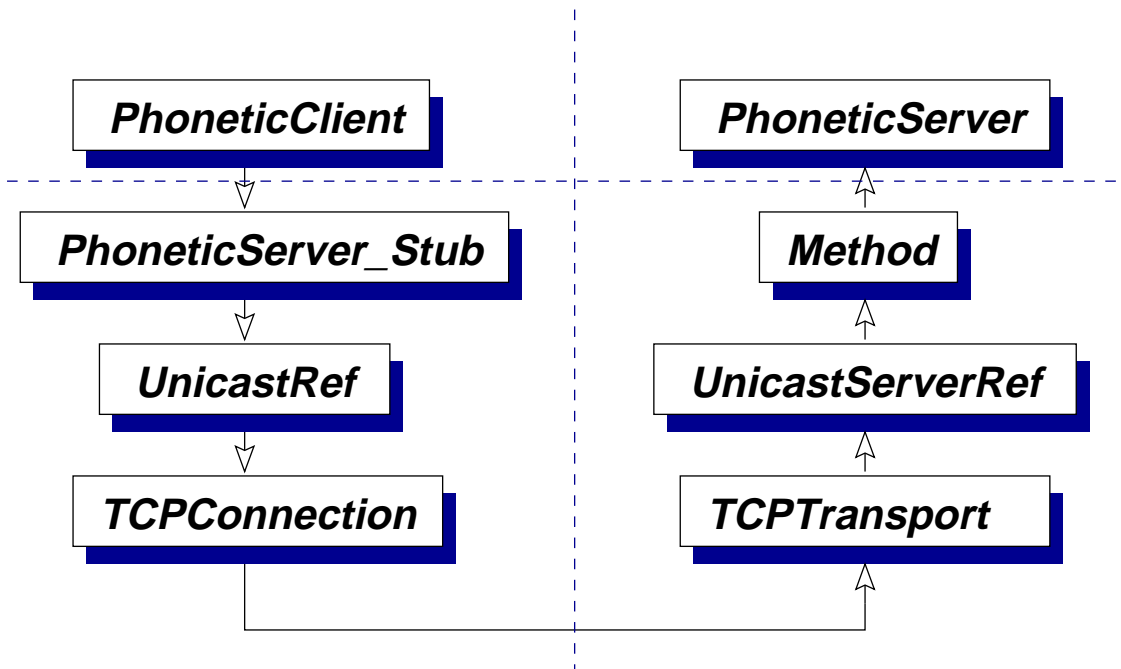 PhoneticClient
PhoneticServer
PhoneticServer_Stub
Method
UnicastRef
UnicastServerRef
TCPConnection
TCPTransport